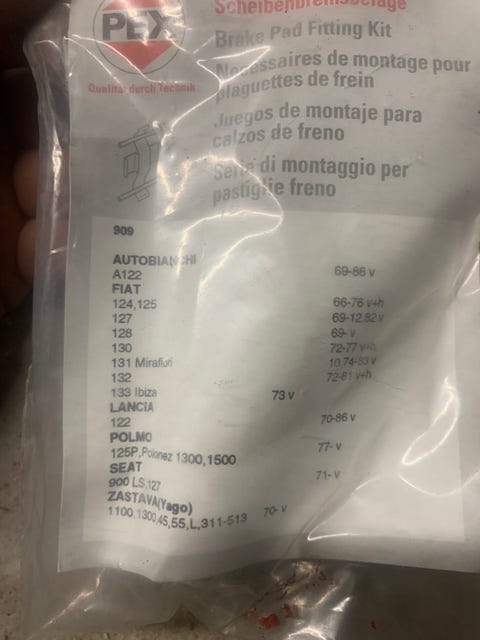 PEX
Qualität durch Technik
Scheibenbremsbeläge
Brake Pad Fitting Kit
Necessaires de montage pour
plaguettes de frein
Juegos de montaje para
calzos de freno
Serie di montaggio per
pastiglie freno
909
AUTOBIANCHI
A122 69-86 v
FIAT
124,125 66-76 v+h
127 69-12.82 v
128 69- v
130 72-77 v+h
131 Mirafiori 10.74-83 v
132 72-81 v+h
133 Ibiza 73 v
LANCIA
122 70-86 v
POLMO
125P,Polonez 1300,1500 77- v
SEAT
900 LS,127 71- v
ZASTAVA(Yago)
1100,1300,45,55,L,311-513 70- v